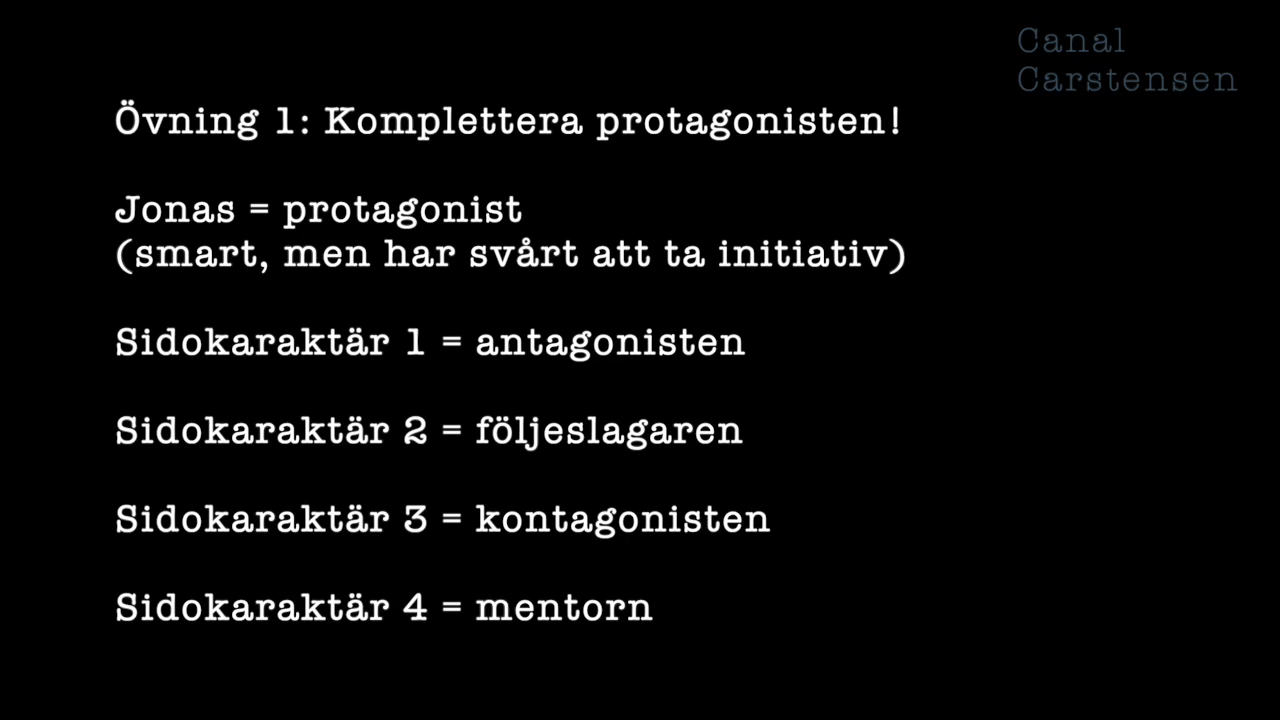 Canal
Carstensen
Övning 1: Komplettera protagonisten!
Jonas = protagonist
(smart, men har svårt att ta initiativ)
Sidokaraktär 1 = antagonisten
Sidokaraktär 2 = följeslagaren
Sidokaraktär 3 = kontagonisten
Sidokaraktär 4 = mentorn